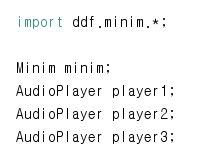 import ddf.minim.*;
Minim minim;
AudioPlayer player1;
AudioPlayer player2;
AudioPlayer player3;